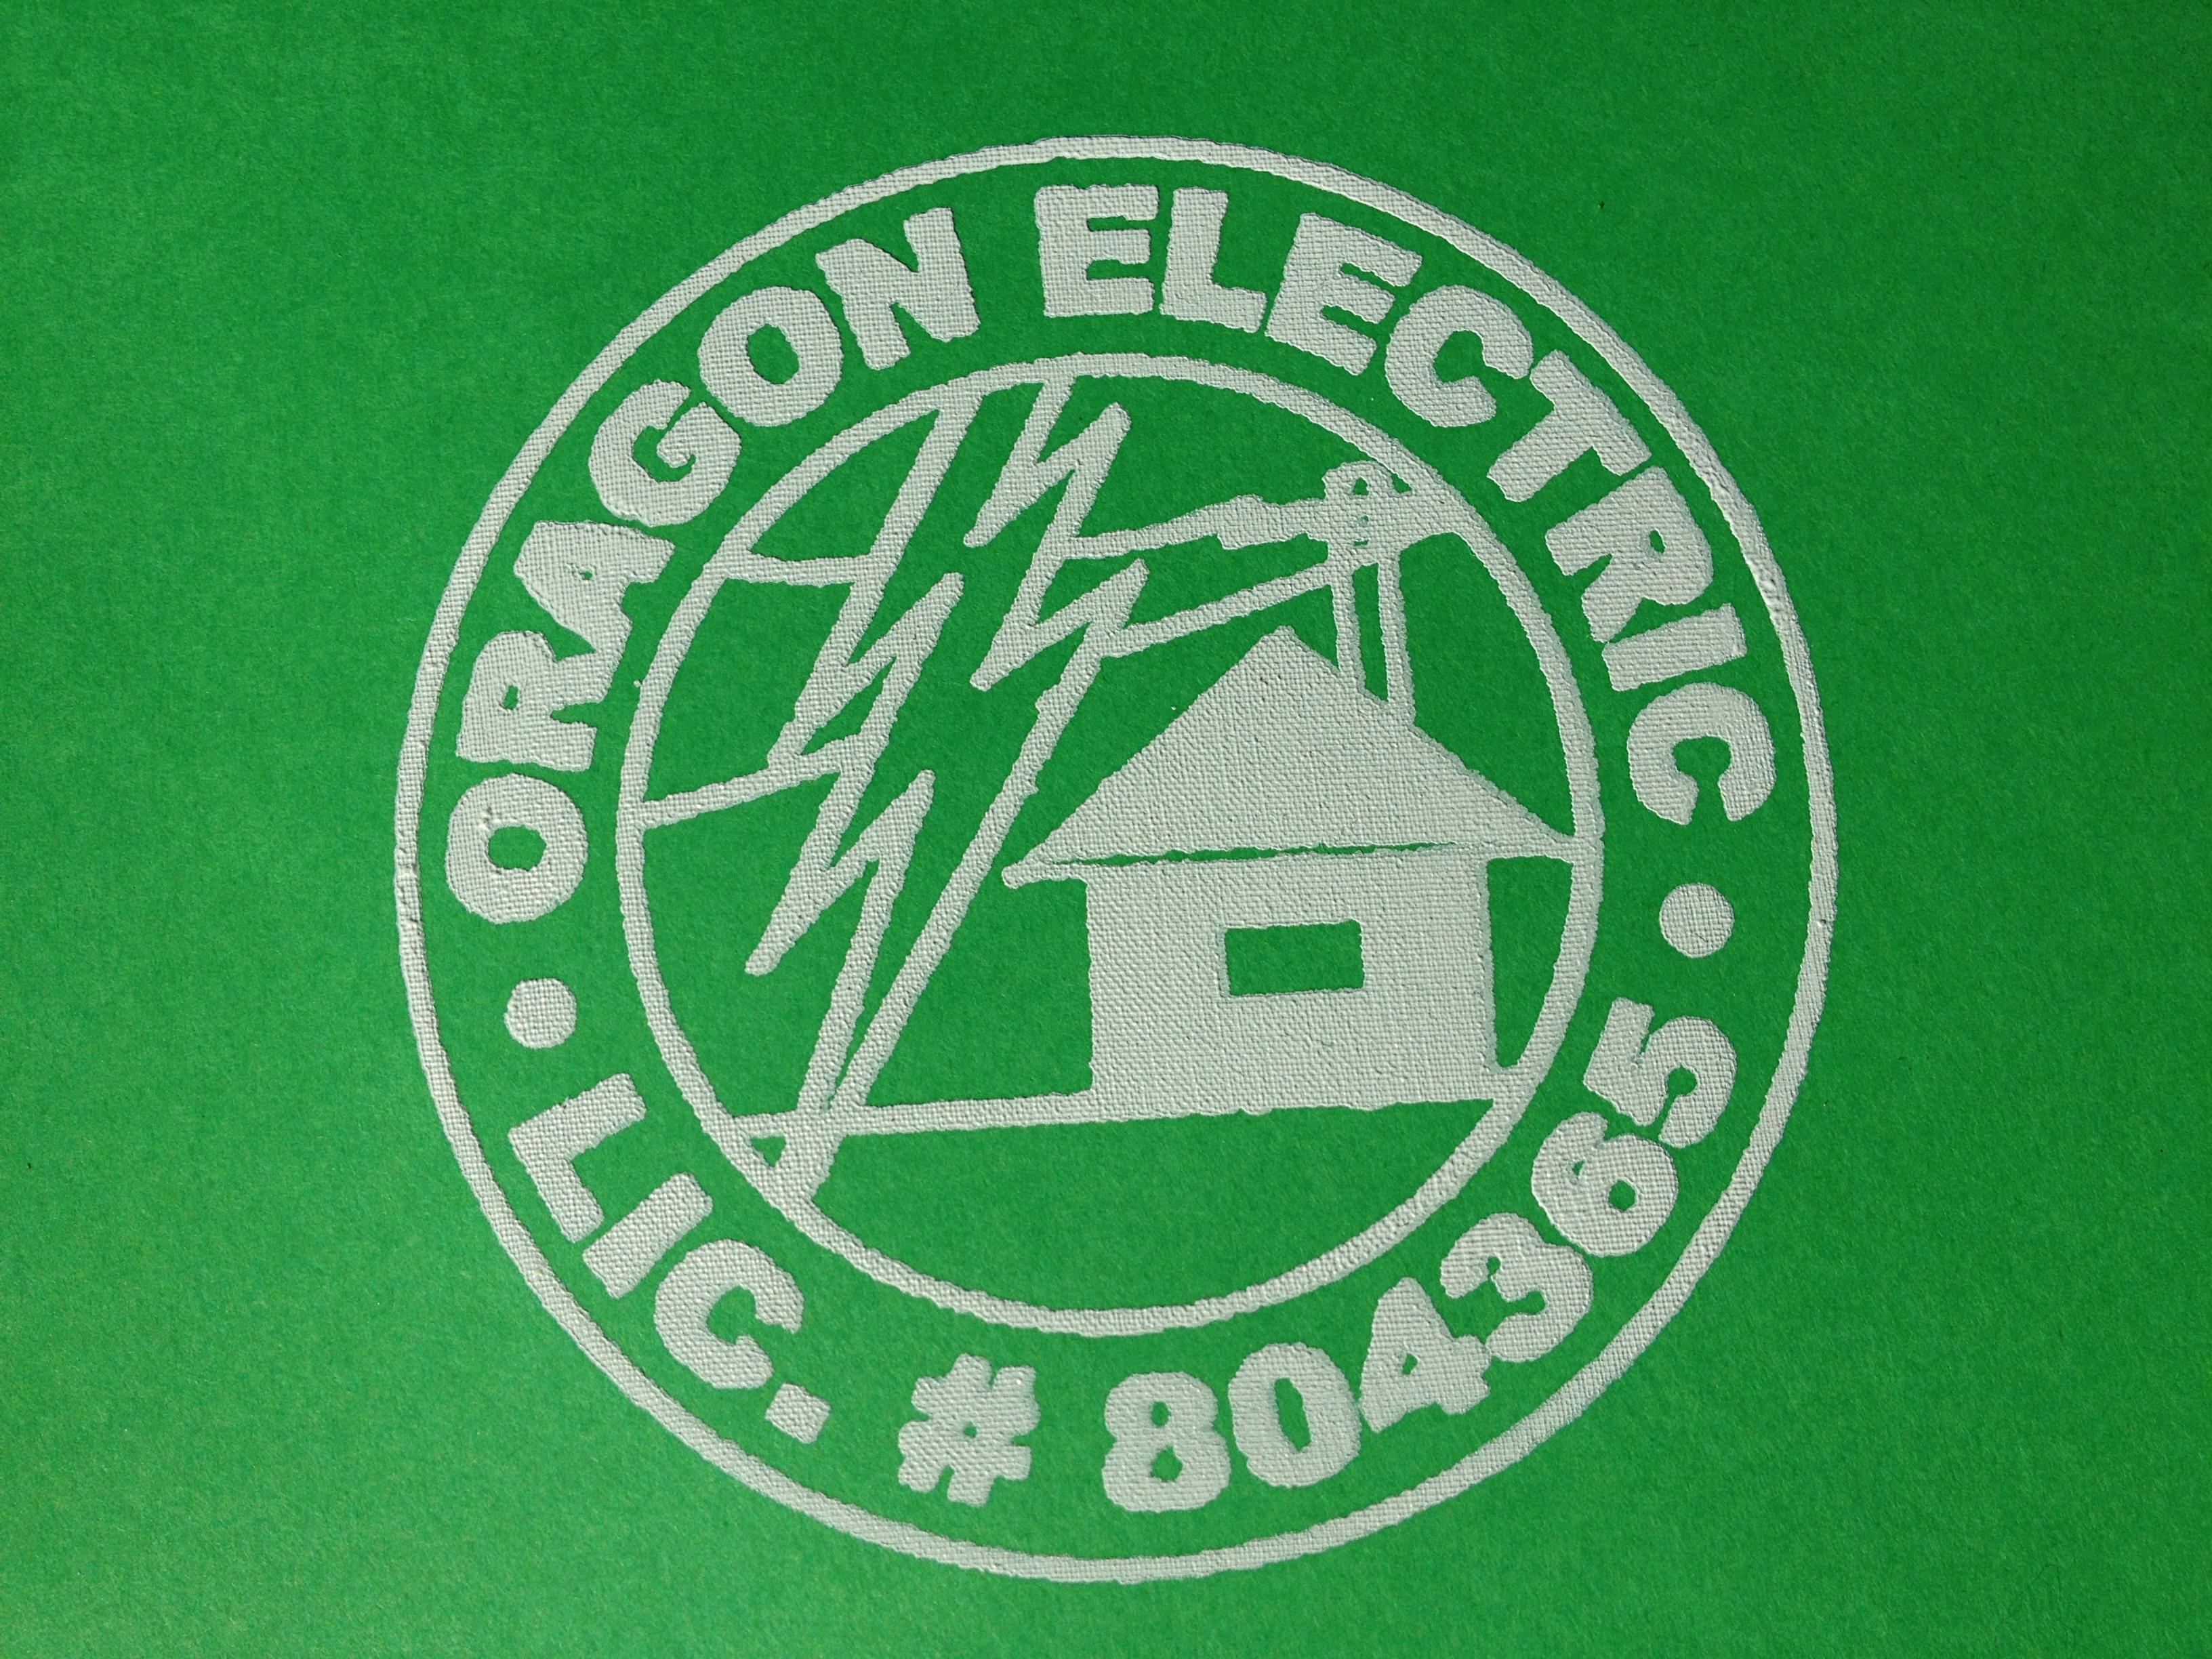 ORAGON ELECTRIC
LIC. # 804365